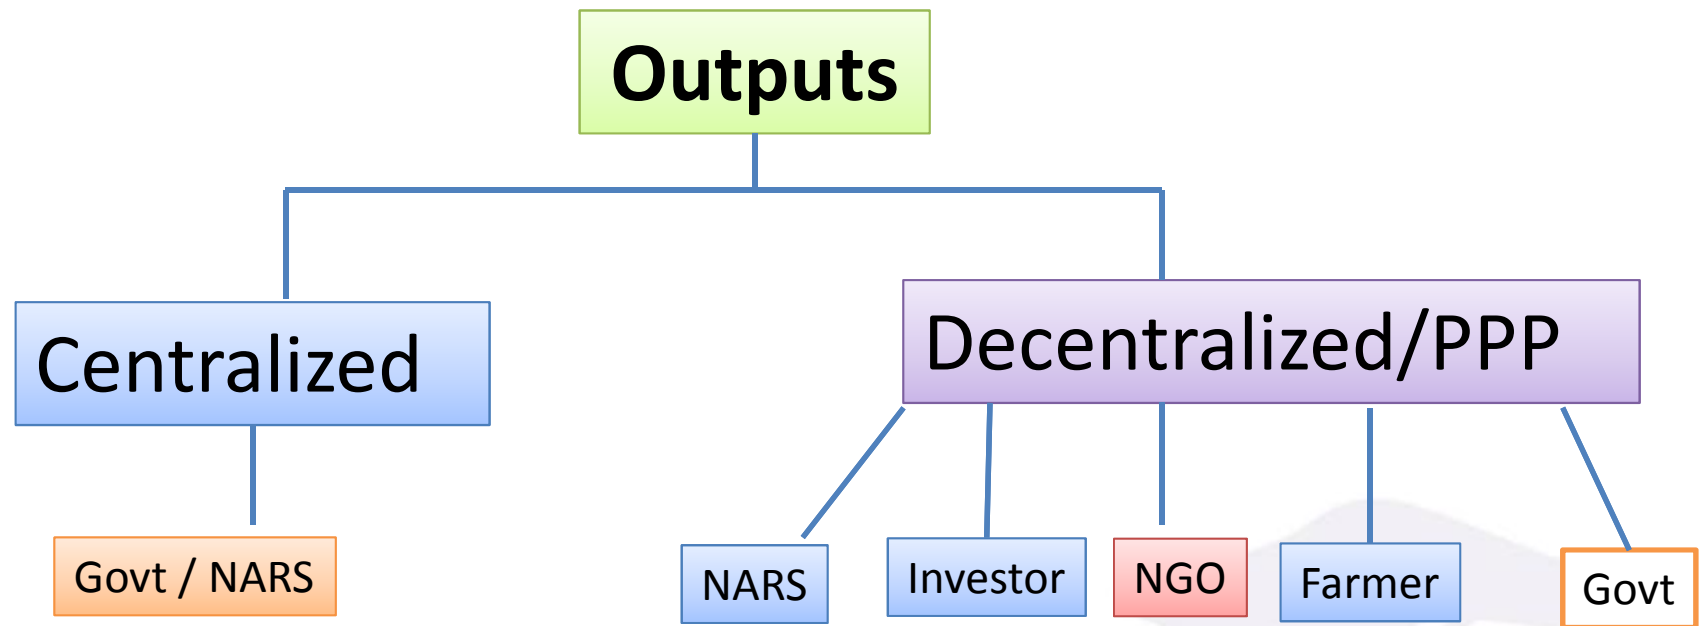 Outputs
Centralized
Decentralized/PPP
Govt / NARS
NARS
Investor
NGO
Farmer
Govt